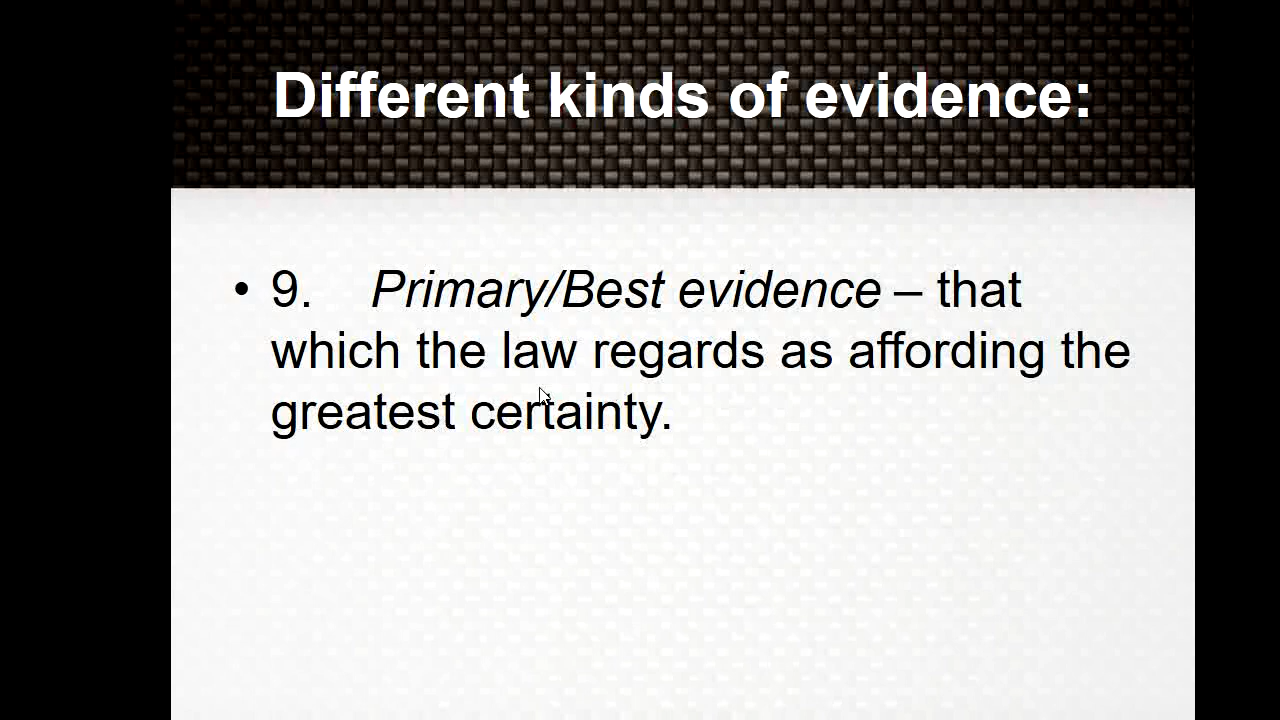 Different kinds of evidence:
• 9. Primary/Best evidence – that
which the law regards as affording the
greatest certainty.